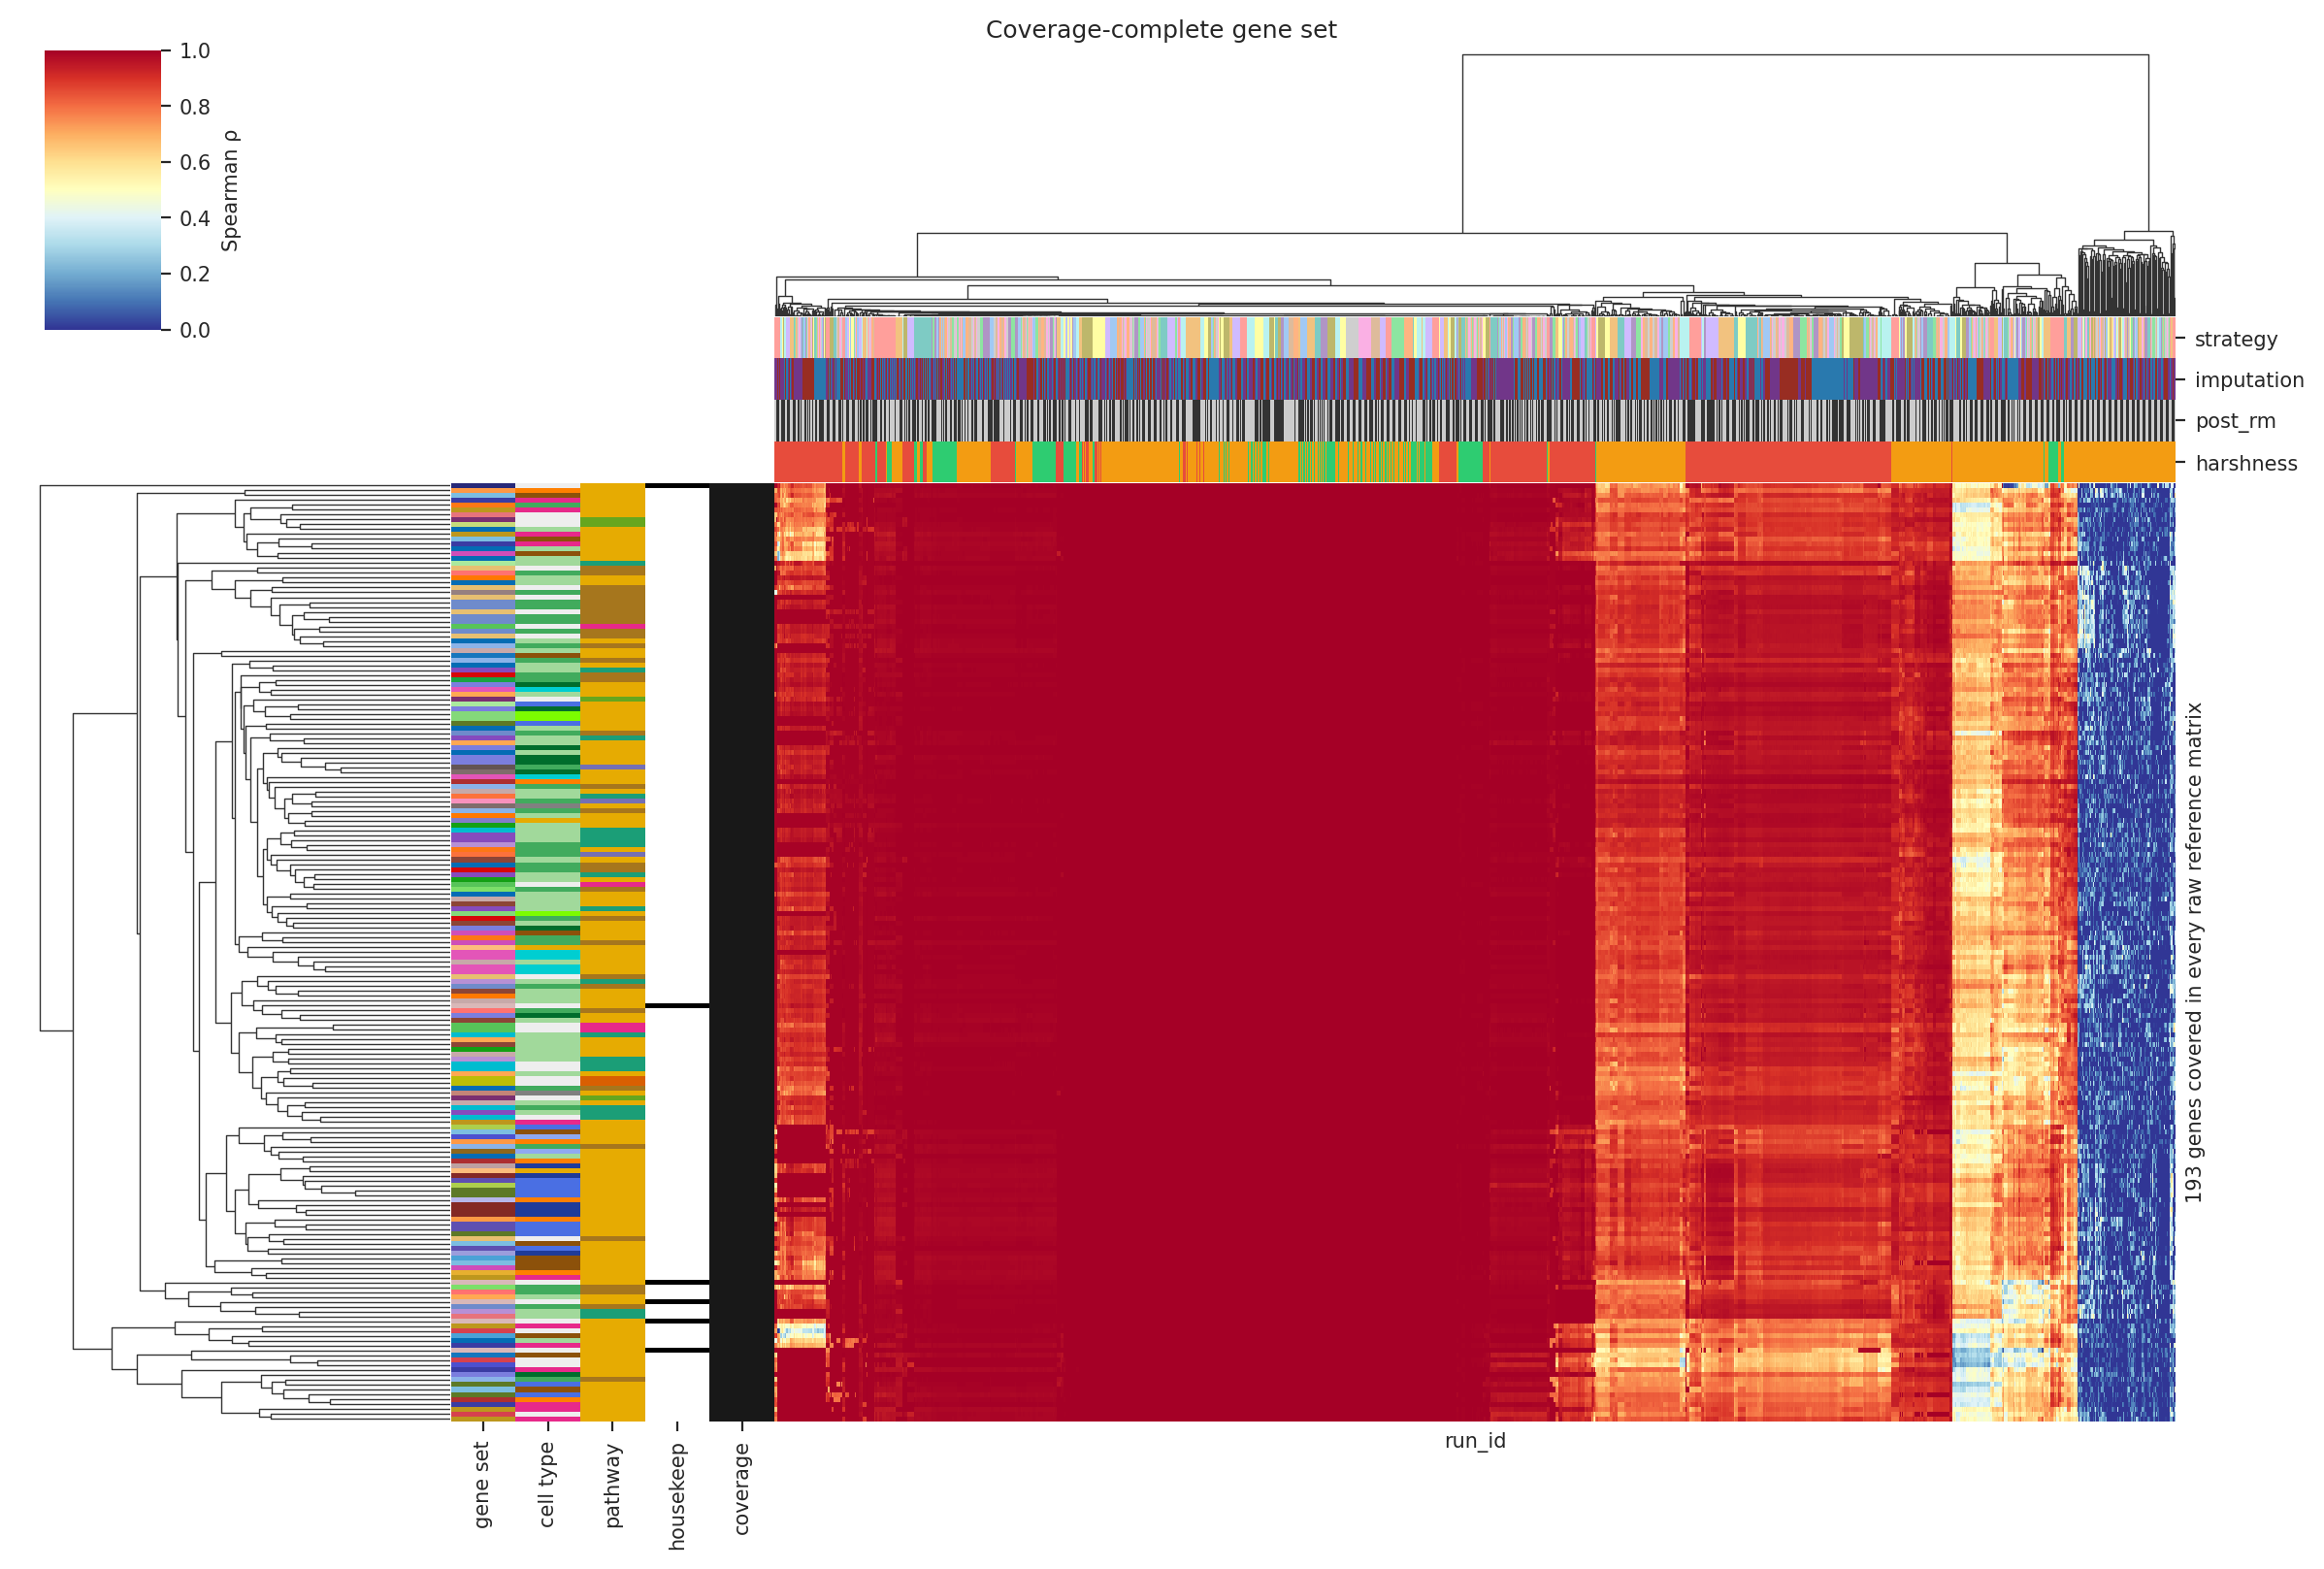 Coverage-complete gene set
1.0
0.8
0.6
0.4
0.2
0.0
Spearman ρ
strategy
imputation
post_rm
harshness
193 genes covered in every raw reference matrix
run_id
gene set
cell type
pathway
housekeep
coverage